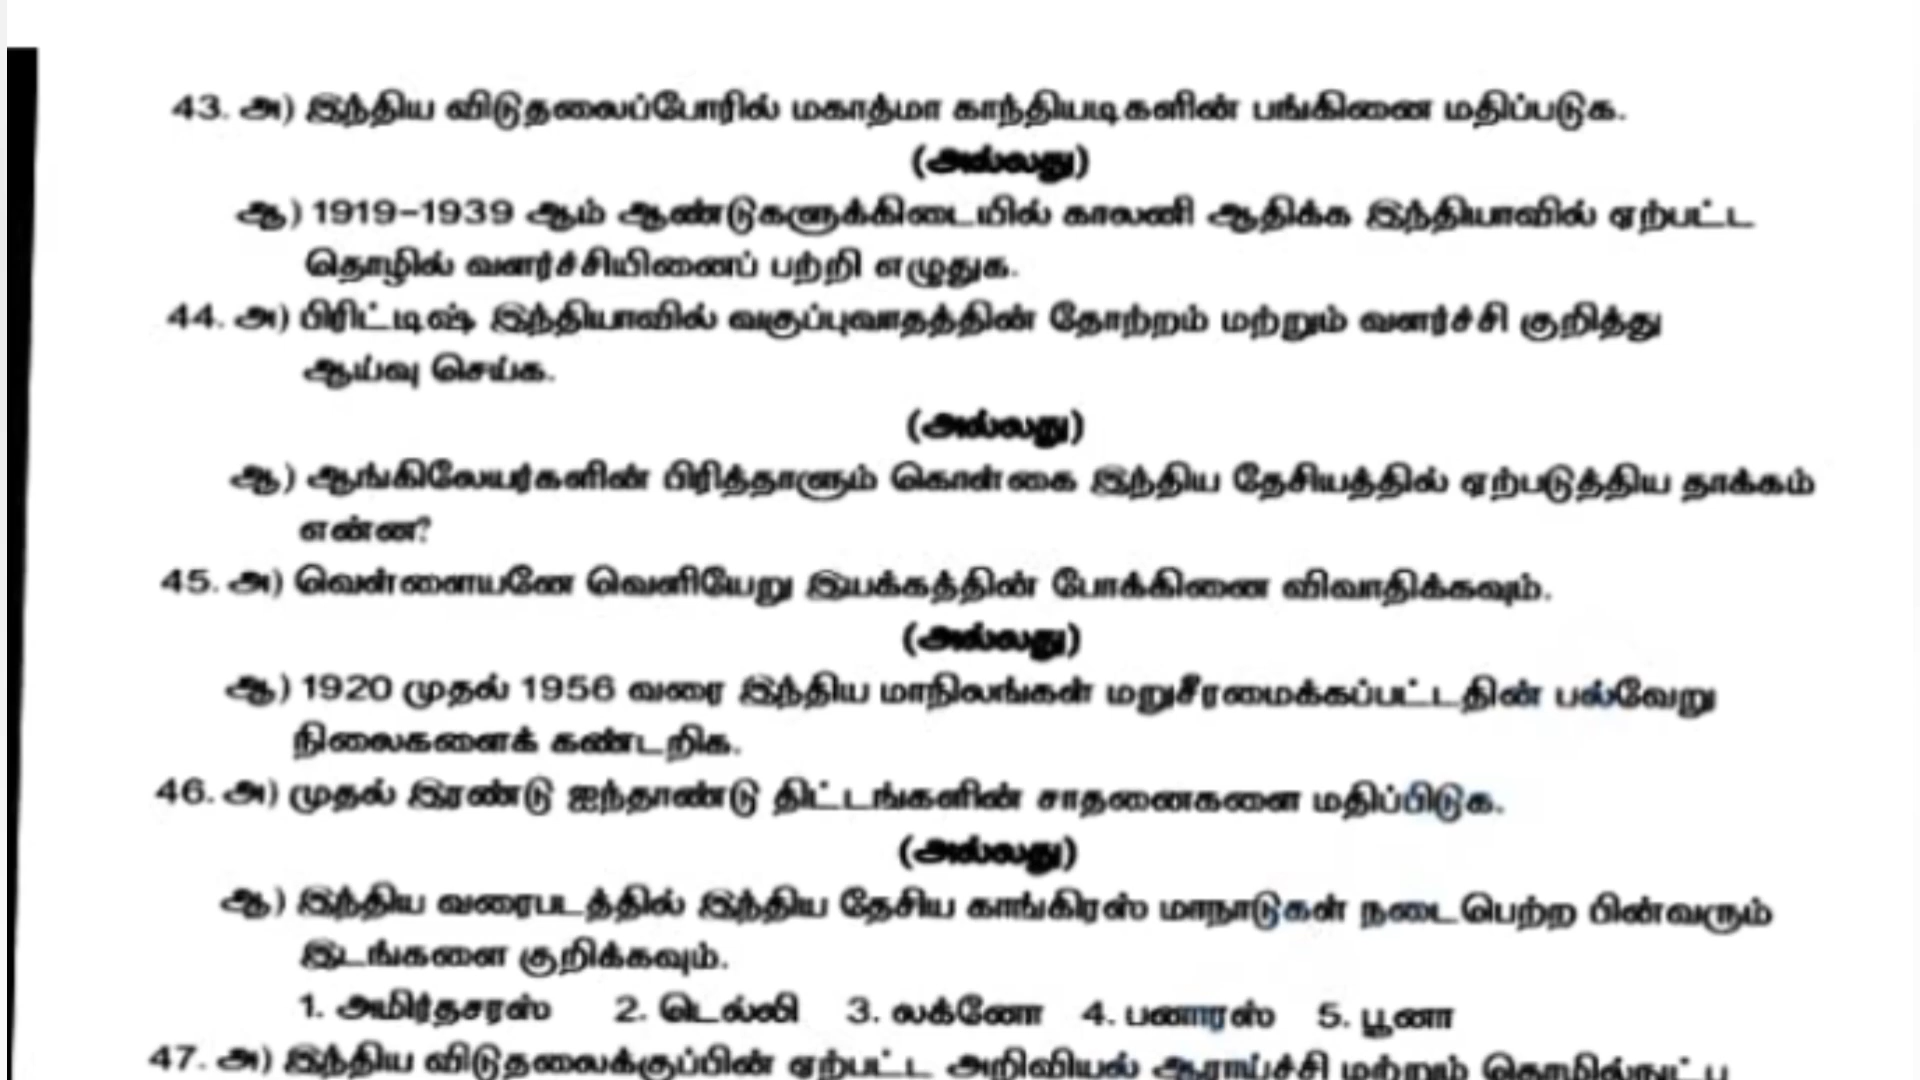 43. அ) இந்திய விடுதலைப்போரில் மகாத்மா காந்தியடிகளின் பங்கினை மதிப்படுக.
(அல்லது)
ஆ) 1919–1939 ஆம் ஆண்டுகளுக்கிடையில் காலனி ஆதிக்க இந்தியாவில் ஏற்பட்ட
தொழில் வளர்ச்சியினைப் பற்றி எழுதுக.
44. அ) பிரிட்டிஷ் இந்தியாவில் வகுப்புவாதத்தின் தோற்றம் மற்றும் வளர்ச்சி குறித்து
ஆய்வு செய்க.
(அல்லது)
ஆ) ஆங்கிலேயர்களின் பிரித்தாளும் கொள்கை இந்திய தேசியத்தில் ஏற்படுத்திய தாக்கம்
என்ன?
45. அ) வெள்ளையனே வெளியேறு இயக்கத்தின் போக்கினை விவாதிக்கவும்.
(அல்லது)
ஆ) 1920 முதல் 1956 வரை இந்திய மாநிலங்கள் மறுசீரமைக்கப்பட்டதின் பல்வேறு
நிலைகளைக் கண்டறிக.
46. அ) முதல் இரண்டு ஐந்தாண்டு திட்டங்களின் சாதனைகளை மதிப்பிடுக.
(அல்லது)
ஆ) இந்திய வரைபடத்தில் இந்திய தேசிய காங்கிரஸ் மாநாடுகள் நடைபெற்ற பின்வரும்
இடங்களை குறிக்கவும்.
1. அமிர்தசரஸ் 2. டெல்லி 3. லக்னோ 4. பனாரஸ் 5. பூனா
47. அ) இந்திய விடுதலைக்குப்பின் ஏற்பட்ட அறிவியல் ஆராய்ச்சி மற்றும் தொழில்நுட்ப